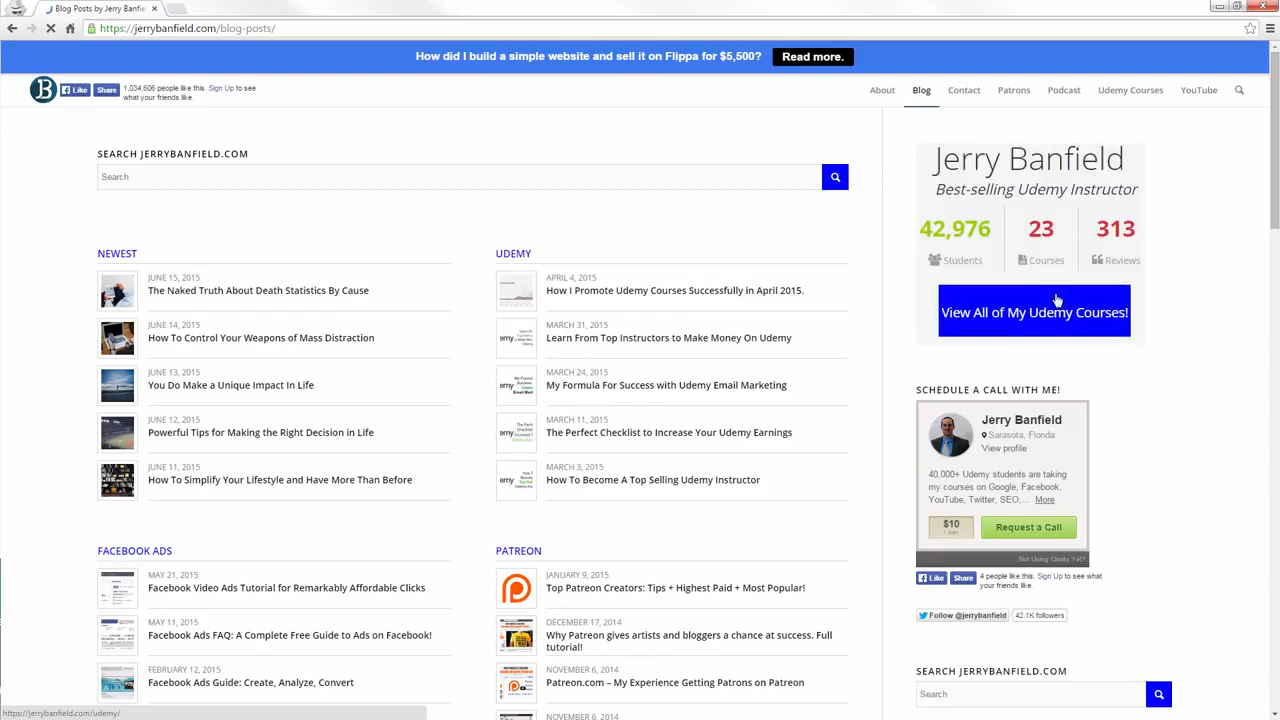 Blog Posts by Jerry Banfie
https://jerrybanfield.com/blog-posts/
How did I build a simple website and sell it on Flippa for $5,500? Read more.
B Like Share 1,034,606 people like this. Sign Up to see
what your friends like.
About Blog Contact Patrons Podcast Udemy Courses YouTube
SEARCH JERRYBANFIELD.COM
Search
NEWEST
JUNE 15, 2015
The Naked Truth About Death Statistics By Cause
JUNE 14, 2015
How To Control Your Weapons of Mass Distraction
JUNE 13, 2015
You Do Make a Unique Impact In Life
JUNE 12, 2015
Powerful Tips for Making the Right Decision in Life
JUNE 11, 2015
How To Simplify Your Lifestyle and Have More Than Before
UDEMY
APRIL 4, 2015
How I Promote Udemy Courses Successfully in April 2015.
MARCH 31, 2015
Learn From Top Instructors to Make Money On Udemy
MARCH 24, 2015
My Formula For Success with Udemy Email Marketing
MARCH 11, 2015
The Perfect Checklist to Increase Your Udemy Earnings
MARCH 3, 2015
How To Become A Top Selling Udemy Instructor
FACEBOOK ADS
MAY 21, 2015
Facebook Video Ads Tutorial for Remarkably Affordable Clicks
MAY 11, 2015
Facebook Ads FAQ: A Complete Free Guide to Ads on Facebook!
FEBRUARY 12, 2015
Facebook Ads Guide: Create, Analyze, Convert
PATREON
JANUARY 9, 2015
Top Patreon Creators: Tips + Highest Paid + Most Popular!
DECEMBER 17, 2014
Why Patreon gives artists and bloggers a chance at success. Full
tutorial!
NOVEMBER 6, 2014
Patreon.com – My Experience Getting Patrons on Patreon
NOVEMBER 6, 2014
Jerry Banfield
Best-selling Udemy Instructor
42,976 23 313
Students Courses Reviews
View All of My Udemy Courses!
SCHEDULE A CALL WITH ME!
Jerry Banfield
Sarasota, Florida
View profile
40,000+ Udemy students are taking
my courses on Google, Facebook,
YouTube, Twitter, SEO,... More
$10
1 min
Request a Call
Not Using Clarity Yet?
Like Share 4 people like this. Sign Up to see what
your friends like.
Follow @jerrybanfield 42.1K followers
SEARCH JERRYBANFIELD.COM
Search
https://jerrybanfield.com/udemy/